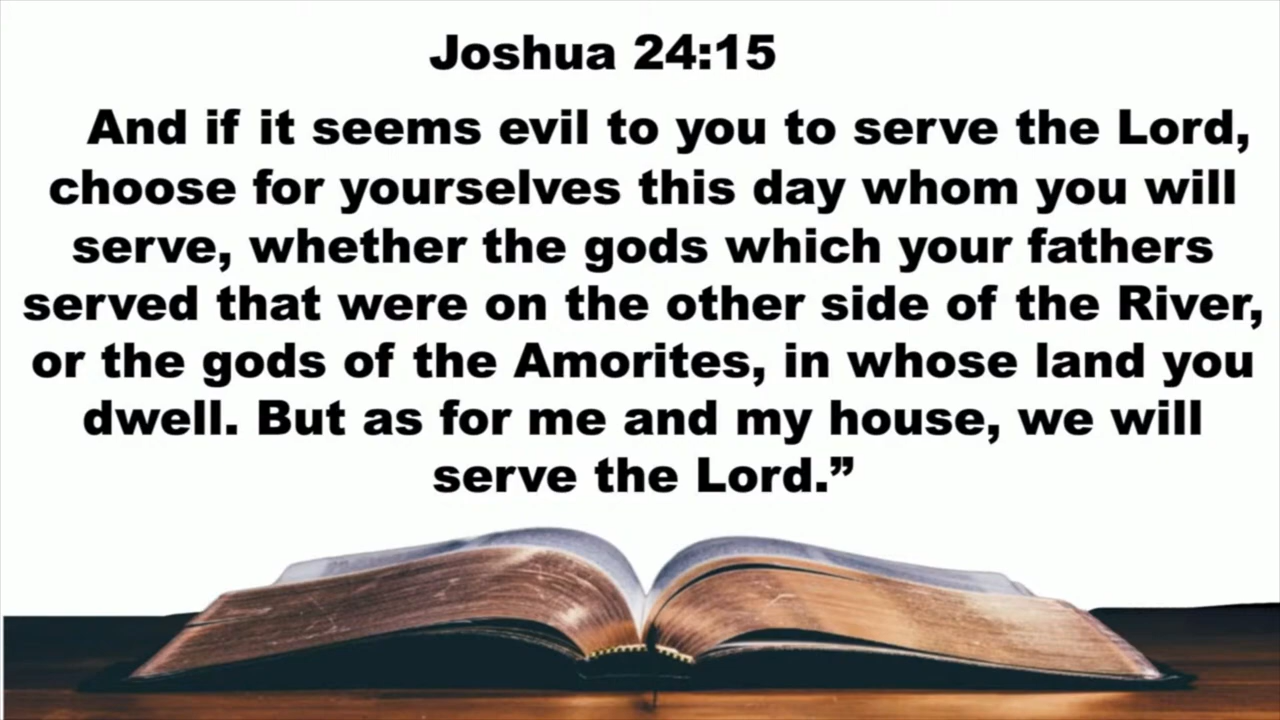 Joshua 24:15
And if it seems evil to you to serve the Lord,
choose for yourselves this day whom you will
serve, whether the gods which your fathers
served that were on the other side of the River,
or the gods of the Amorites, in whose land you
dwell. But as for me and my house, we will
serve the Lord.”